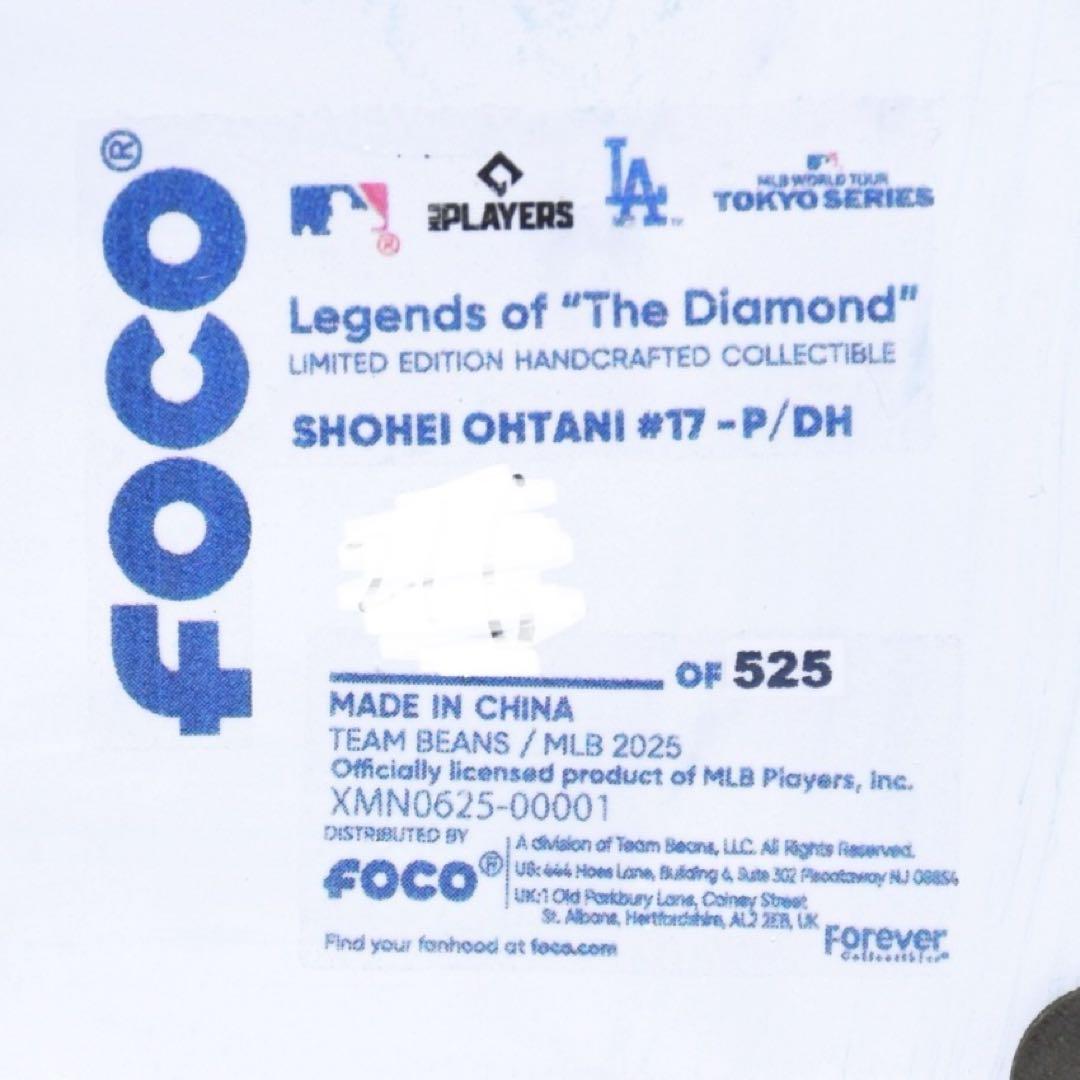 FOCO®
MLB PLAYERS
LA™
MLB WORLD TOUR
TOKYO SERIES
Legends of "The Diamond"
LIMITED EDITION HANDCRAFTED COLLECTIBLE
SHOHEI OHTANI #17 - P/DH
OF 525
MADE IN CHINA
TEAM BEANS / MLB 2025
Officially licensed product of MLB Players, Inc.
XMN0625-00001
DISTRIBUTED BY
FOCO®
A division of Team Beans, LLC. All Rights Reserved.
US: 444 Hoes Lane, Building 4, Suite 302 Piscataway NJ 08854
UK:1 Old Parkbury Lane, Colney Street
St. Albans, Hertfordshire, AL2 2EB, UK
Find your fanhood at foco.com
Forever
Collectibles®